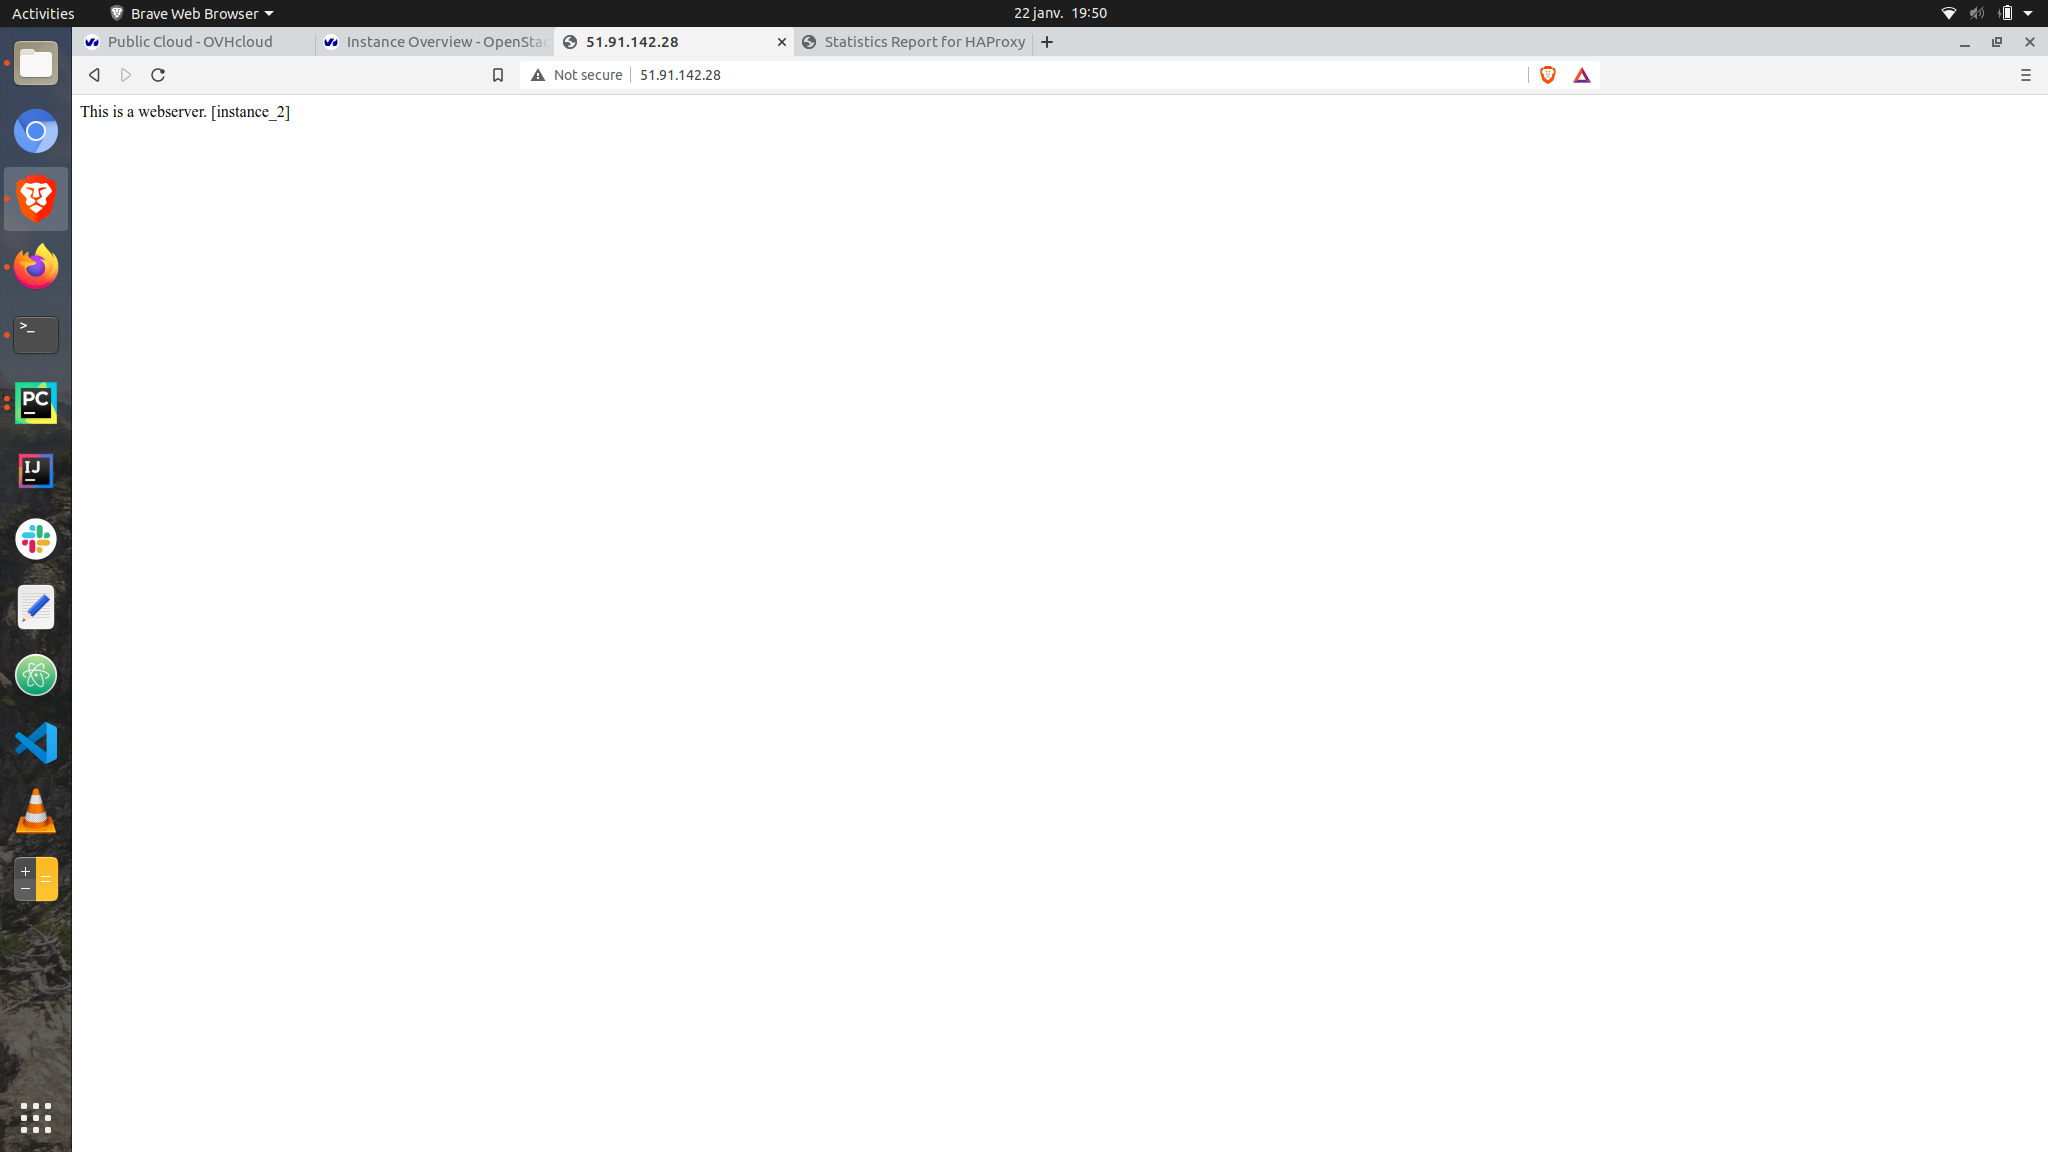 Activities
Brave Web Browser
22 janv. 19:50
Public Cloud - OVHcloud
Instance Overview - OpenStac
51.91.142.28
Statistics Report for HAProxy
Not secure
51.91.142.28
This is a webserver. [instance_2]
>_
PC
IJ